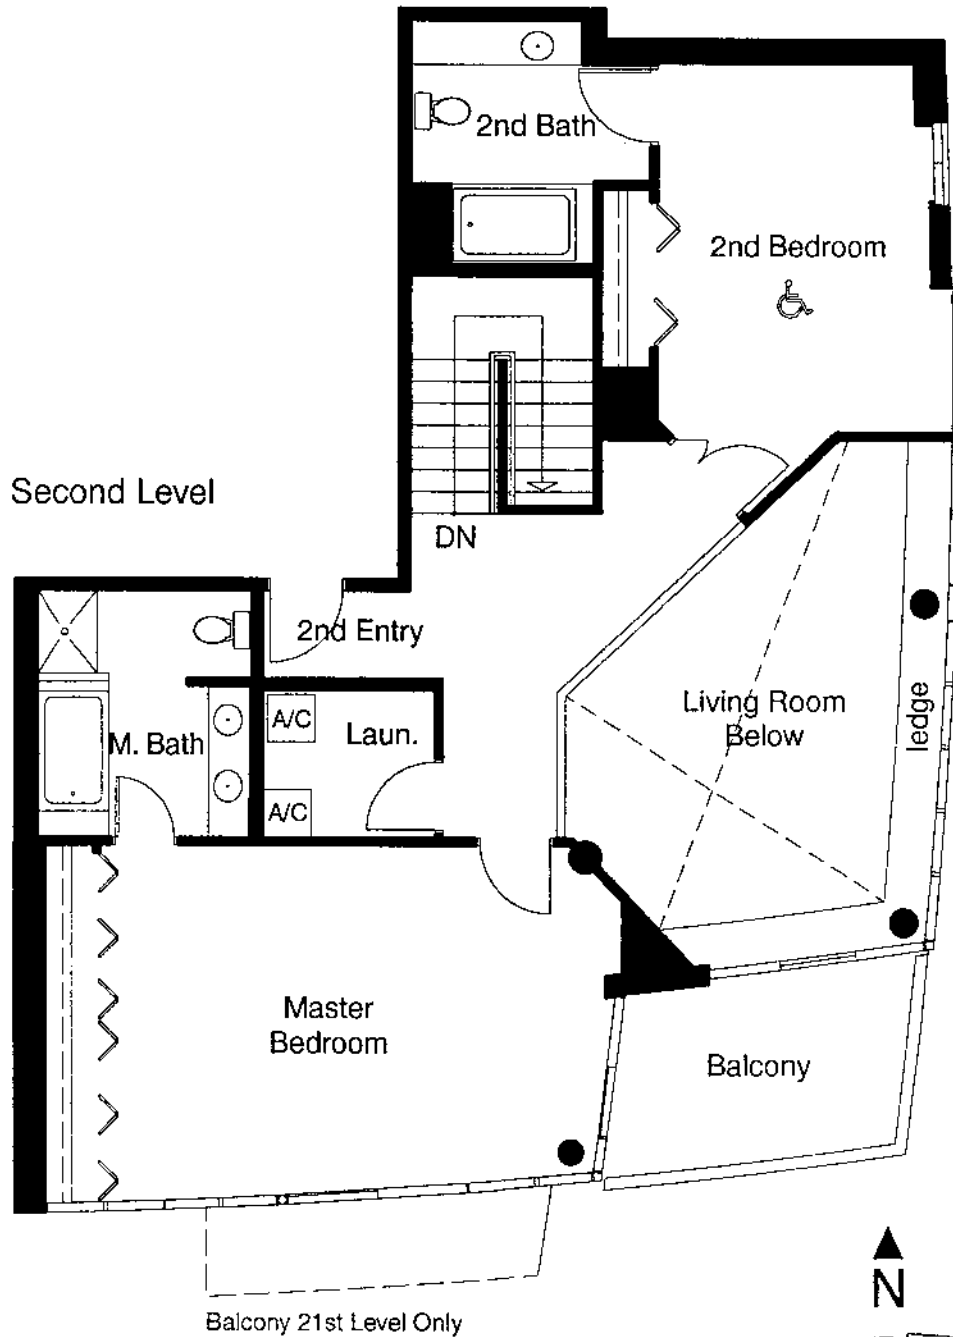 2nd Bath
2nd Bedroom
Second Level
DN
2nd Entry
A/C
Laun.
M. Bath
A/C
Living Room
Below
ledge
Master
Bedroom
Balcony
N
Balcony 21st Level Only